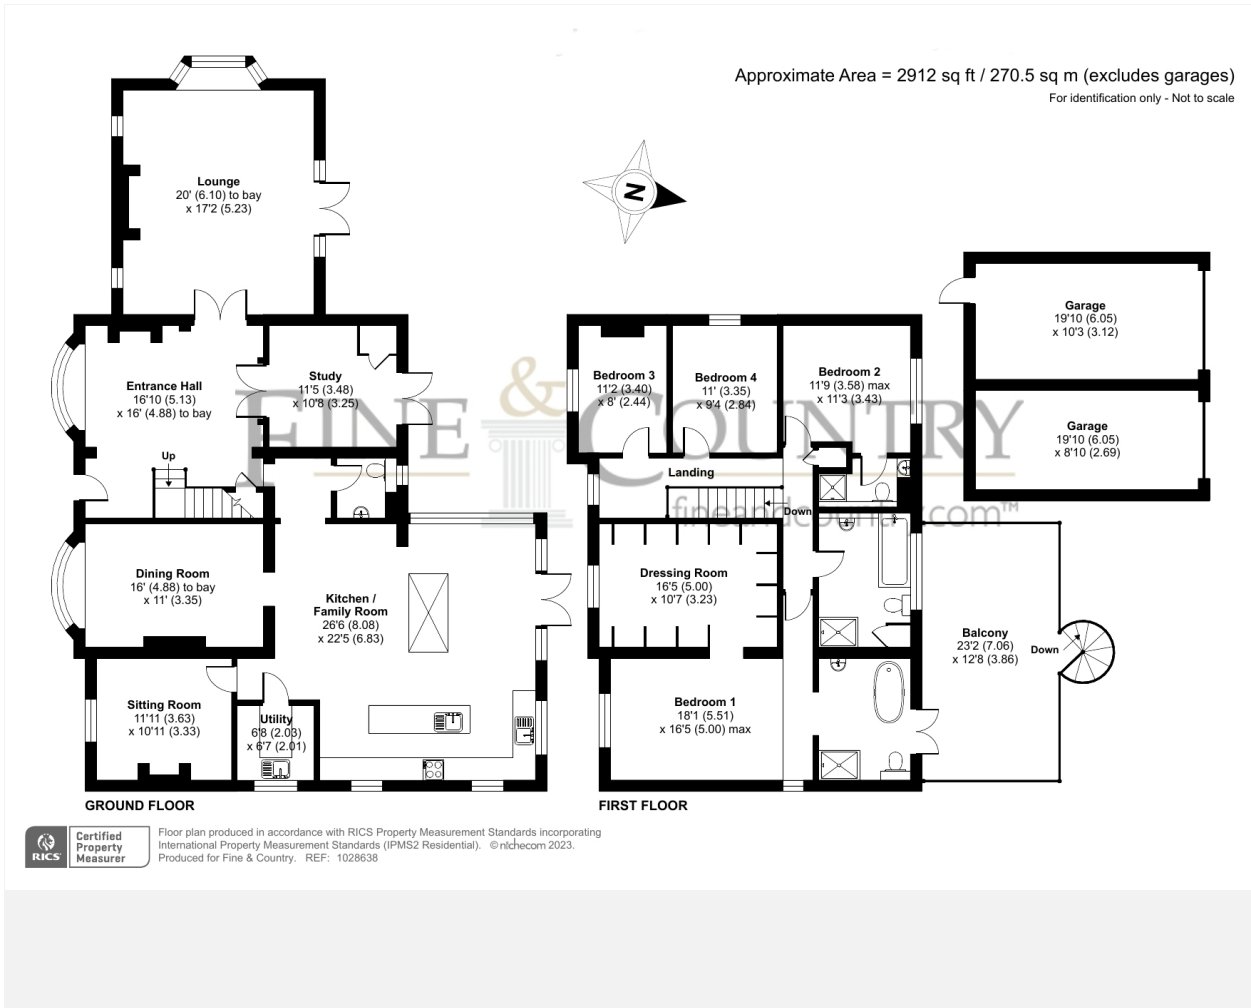 Approximate Area = 2912 sq ft / 270.5 sq m (excludes garages)
For identification only - Not to scale
Lounge
20' (6.10) to bay
x 17'2 (5.23)
N
Garage
19'10 (6.05)
x 10'3 (3.12)
Garage
19'10 (6.05)
x 8'10 (2.69)
Entrance Hall
16'10 (5.13)
x 16' (4.88) to bay
Up
Study
11'5 (3.48)
x 10'8 (3.25)
Bedroom 3
11'2 (3.40)
x 8' (2.44)
Bedroom 4
11' (3.35)
x 9'4 (2.84)
Bedroom 2
11'9 (3.58) max
x 11'3 (3.43)
FINE & COUNTRY
fineandcountry.com™
Landing
Down
Dining Room
16' (4.88) to bay
x 11' (3.35)
Kitchen /
Family Room
26'6 (8.08)
x 22'5 (6.83)
Dressing Room
16'5 (5.00)
x 10'7 (3.23)
Balcony
23'2 (7.06)
x 12'8 (3.86)
Down
Sitting Room
11'11 (3.63)
x 10'11 (3.33)
Utility
6'8 (2.03)
x 6'7 (2.01)
Bedroom 1
18'1 (5.51)
x 16'5 (5.00) max
GROUND FLOOR
FIRST FLOOR
RICS
Certified
Property
Measurer
Floor plan produced in accordance with RICS Property Measurement Standards incorporating
International Property Measurement Standards (IPMS2 Residential). © nichecom 2023.
Produced for Fine & Country. REF: 1028638